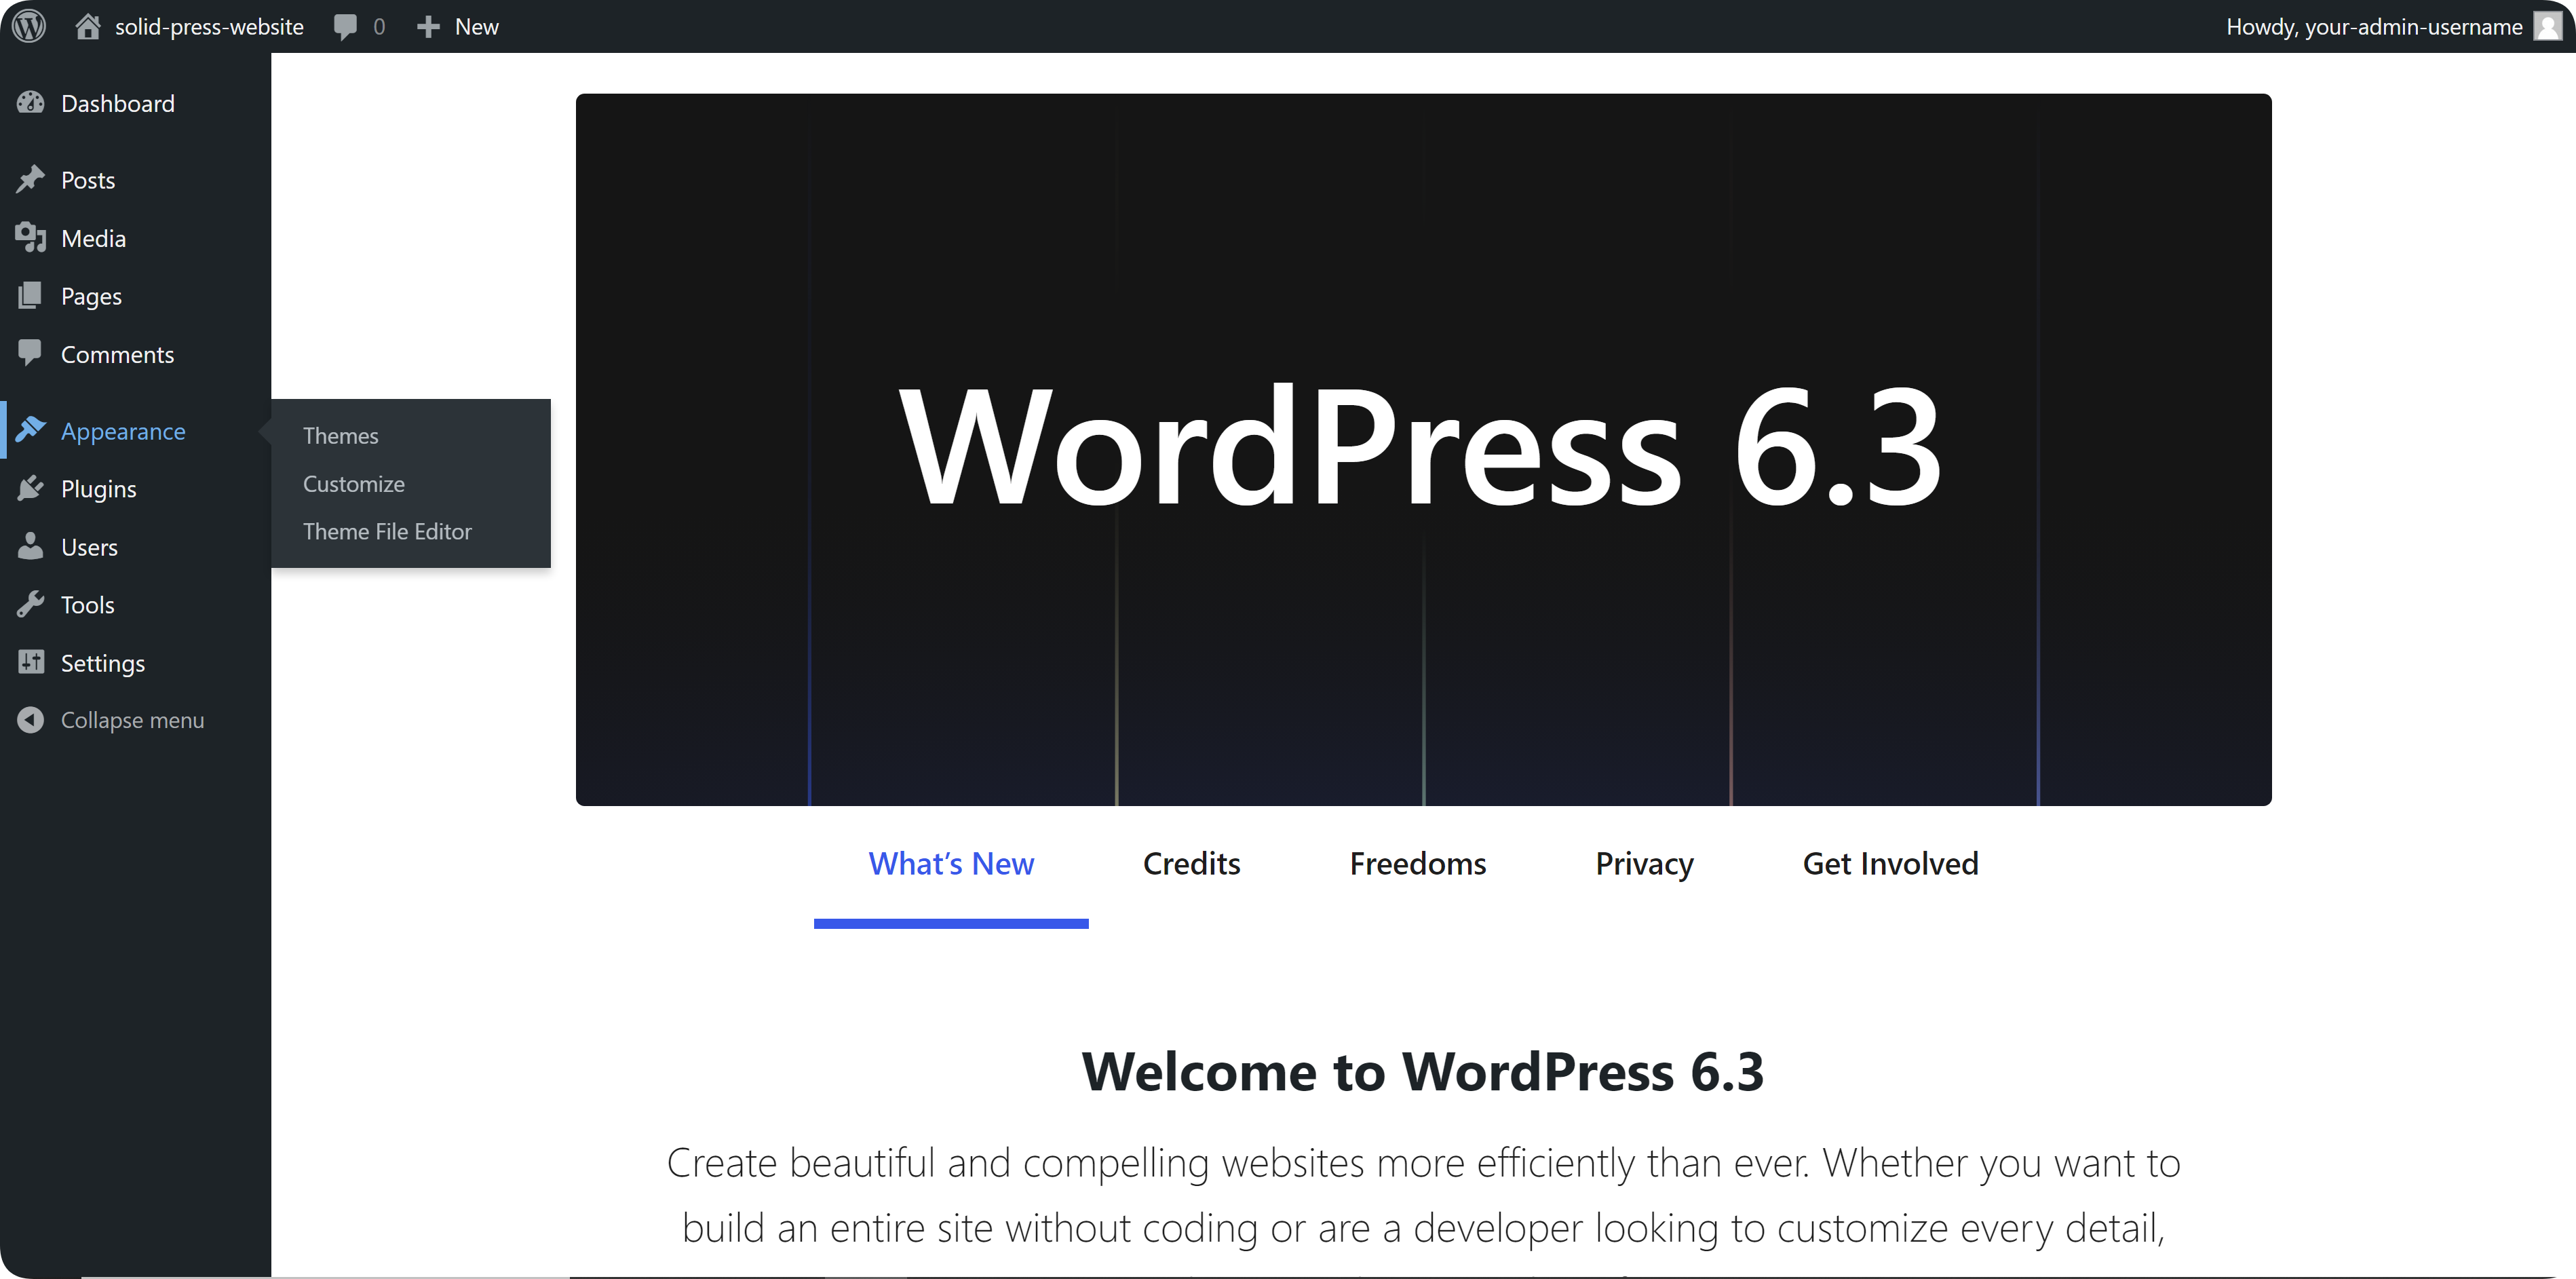 solid-press-website 0 New Howdy, your-admin-username
Dashboard
Posts
Media
Pages
Comments
Appearance
Themes
Customize
Theme File Editor
Plugins
Users
Tools
Settings
Collapse menu
WordPress 6.3
What's New Credits Freedoms Privacy Get Involved
Welcome to WordPress 6.3
Create beautiful and compelling websites more efficiently than ever. Whether you want to
build an entire site without coding or are a developer looking to customize every detail,